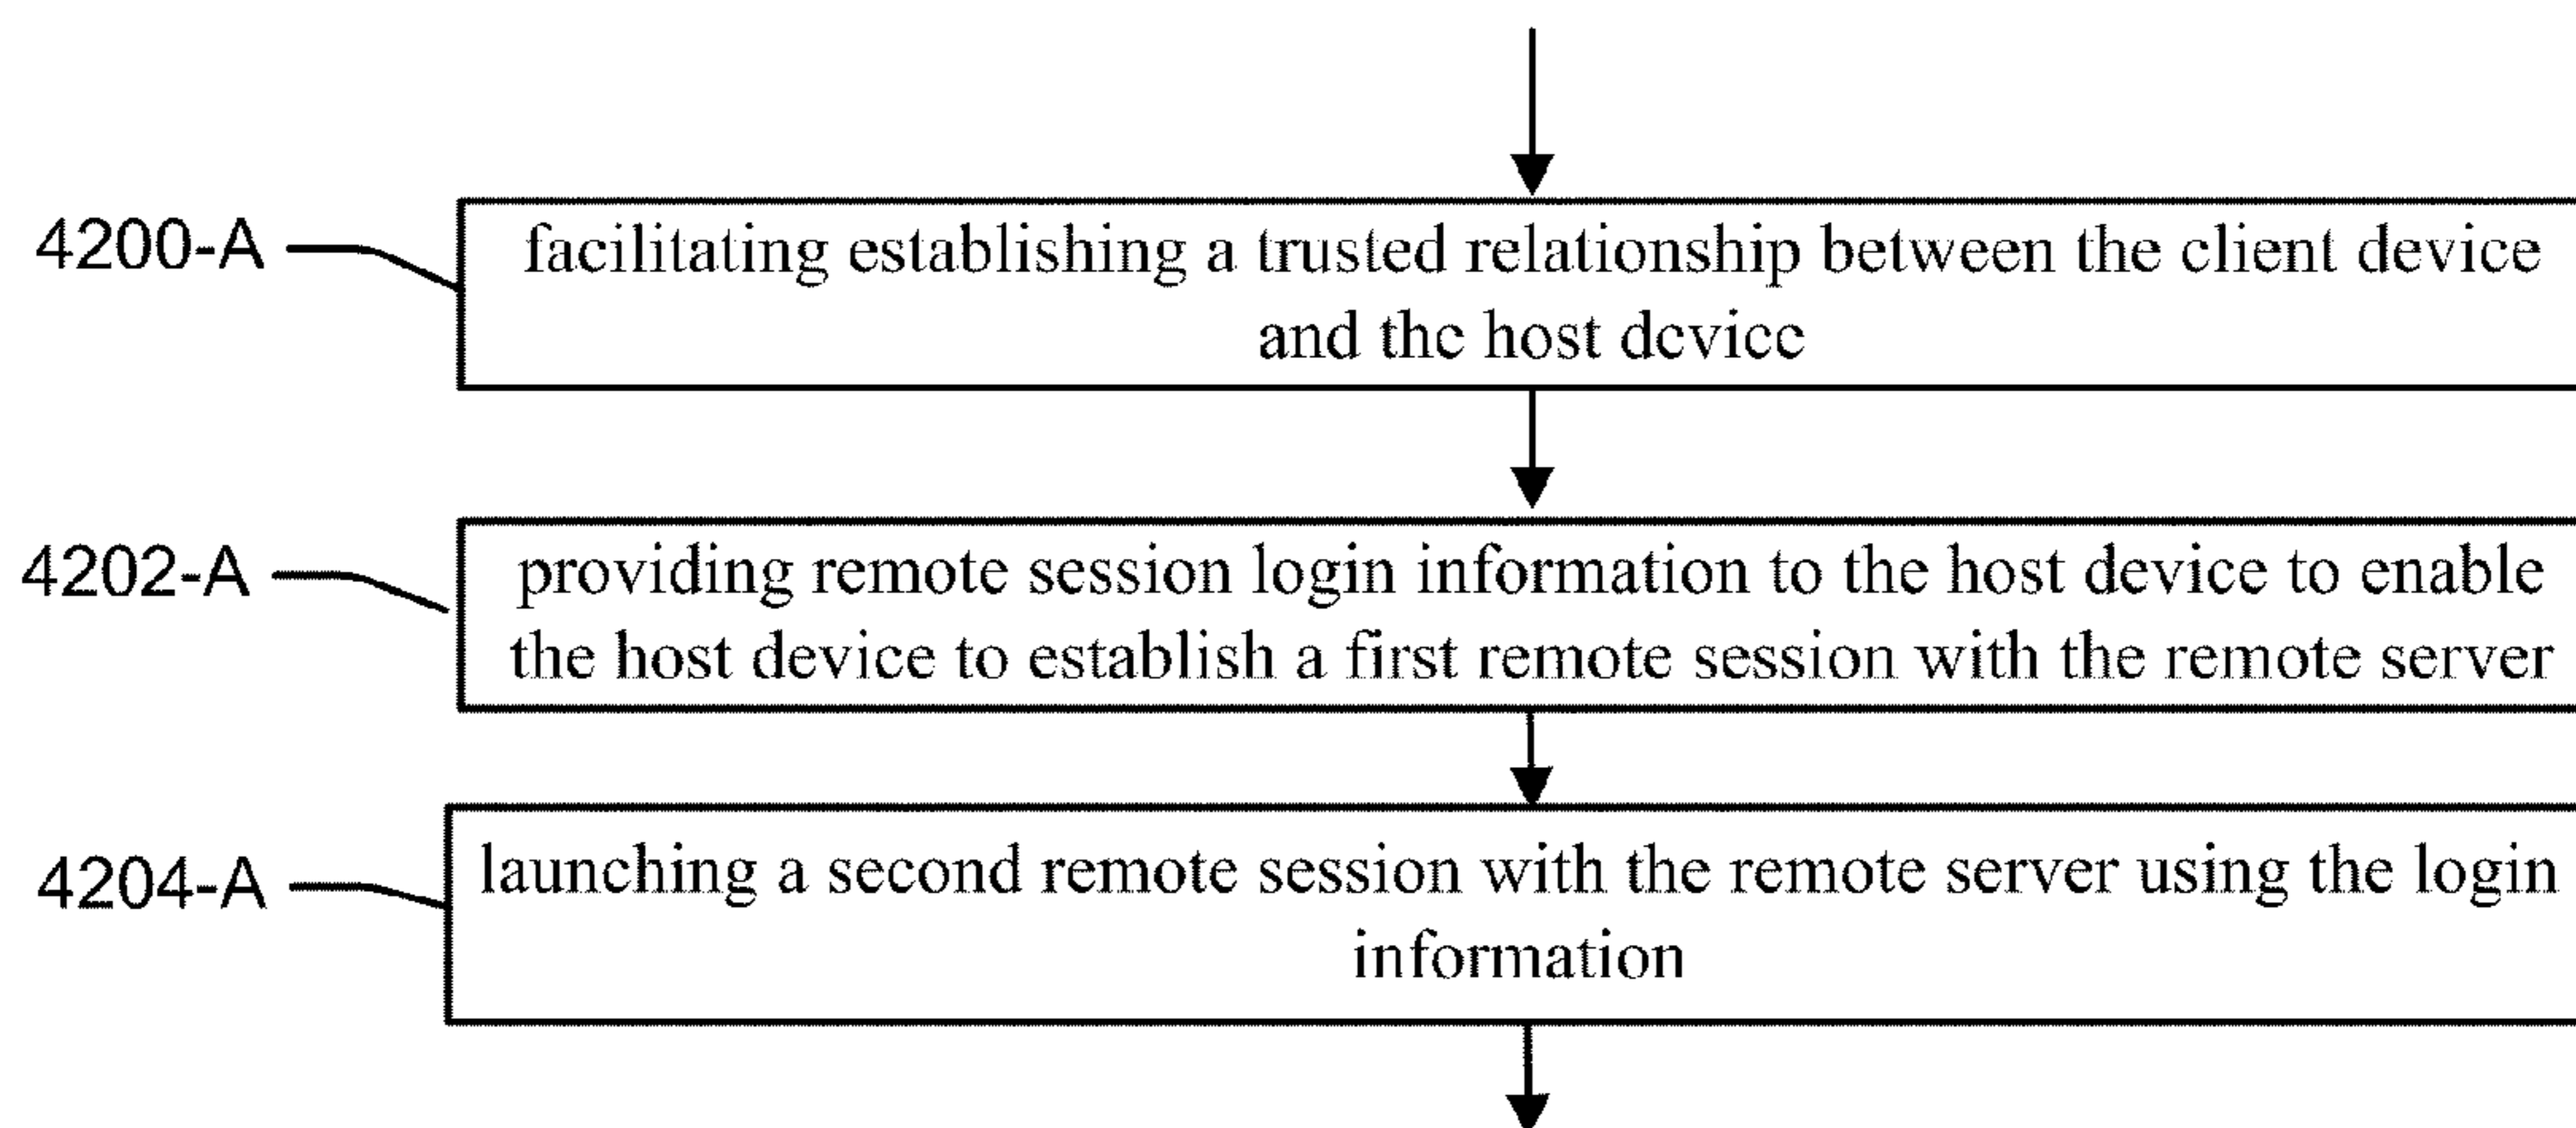 4200-A
facilitating establishing a trusted relationship between the client device
and the host device
4202-A
providing remote session login information to the host device to enable
the host device to establish a first remote session with the remote server
4204-A
launching a second remote session with the remote server using the login
information